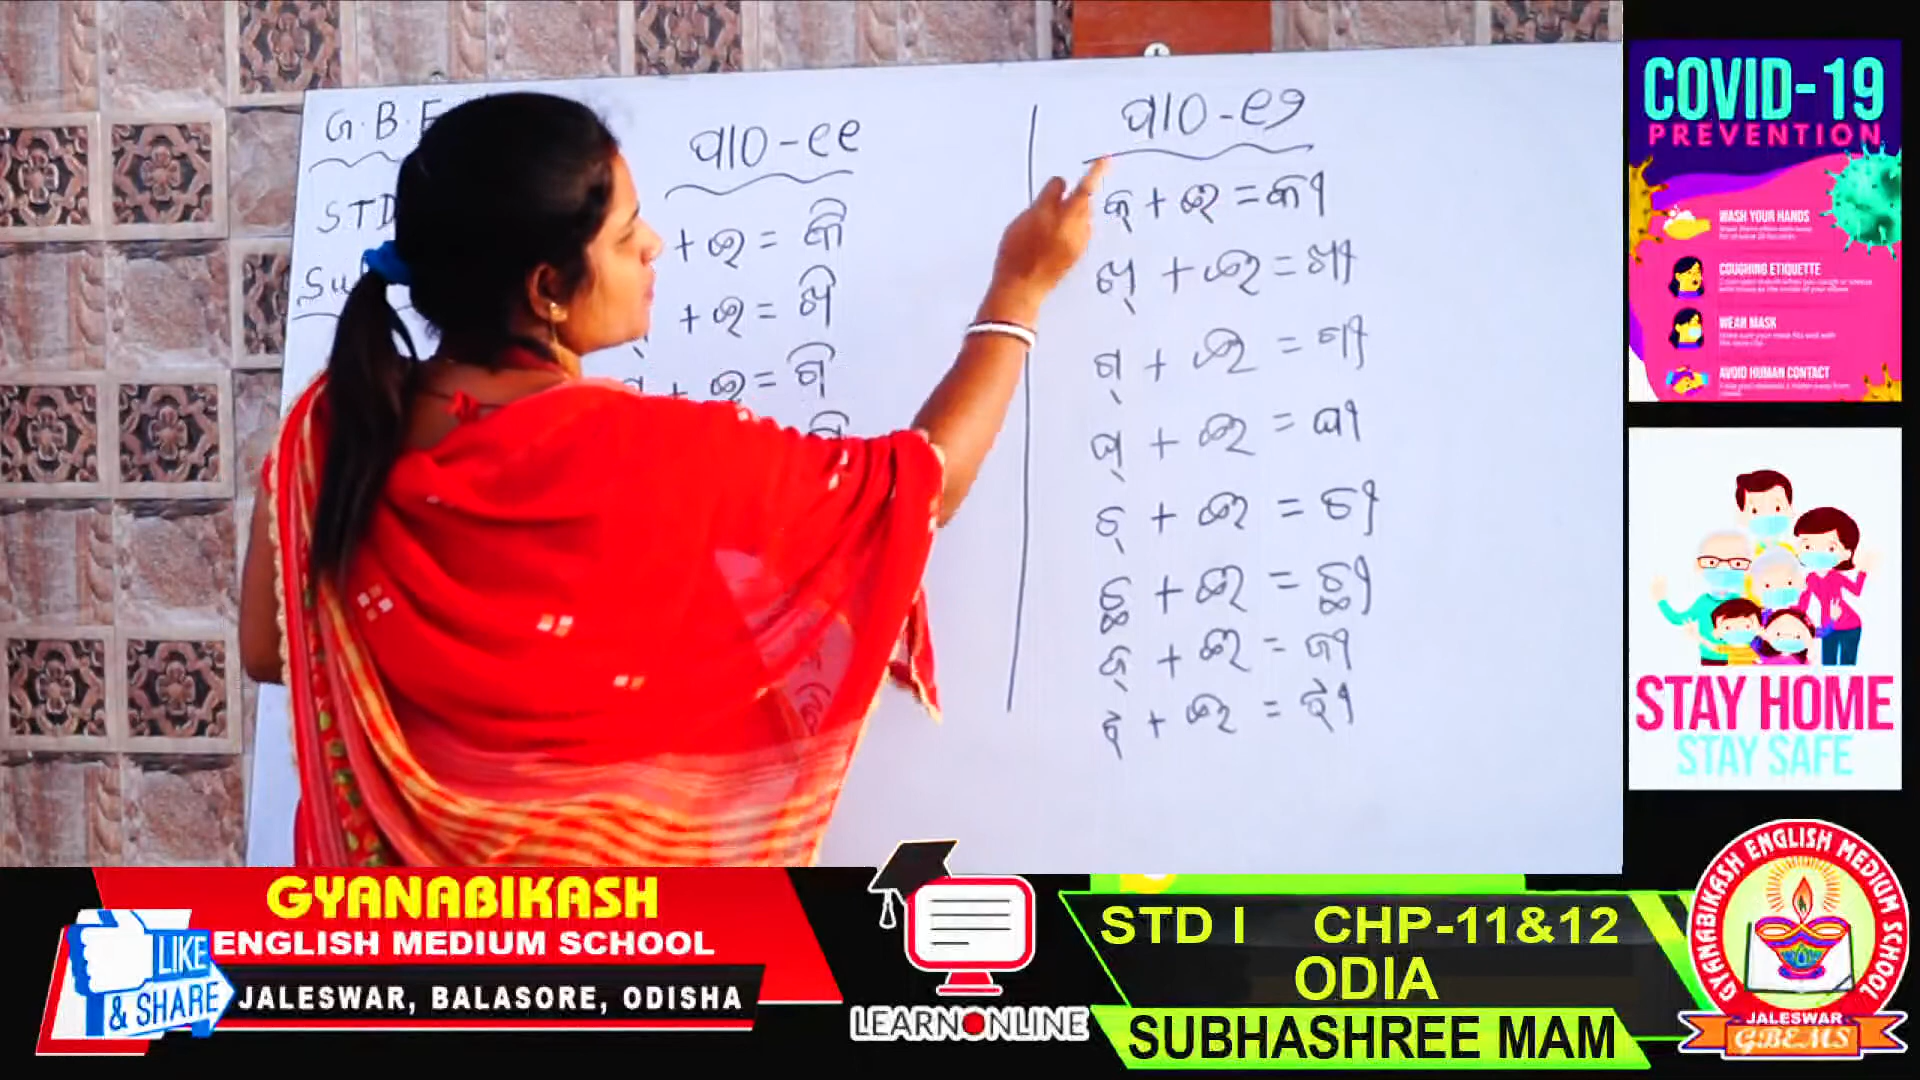 G.B.E
STD
Su
ପାଠ-୧୧
+ ଇ = କି
+ ଇ = ଖି
+ ଇ = ଗି
ପାଠ-୧୨
କ୍ + ଈ = କୀ
ଖ୍ + ଈ = ଖୀ
ଗ୍ + ଈ = ଗୀ
ଘ୍ + ଈ = ଘୀ
ଚ୍ + ଈ = ଚୀ
ଛ + ଈ = ଛୀ
ଜ୍ + ଈ = ଜୀ
+ ଈ =
COVID-19
PREVENTION
WASH YOUR HANDS
COUGHING ETIQUETTE
WEAR MASK
AVOID HUMAN CONTACT
STAY HOME
STAY SAFE
GYANABIKASH
ENGLISH MEDIUM SCHOOL
JALESWAR, BALASORE, ODISHA
LIKE
& SHARE
LEARNONLINE
STD I CHP-11&12
ODIA
SUBHASHREE MAM
GYANABIKASH ENGLISH MEDIUM SCHOOL
JALESWAR
G.B.E.M.S